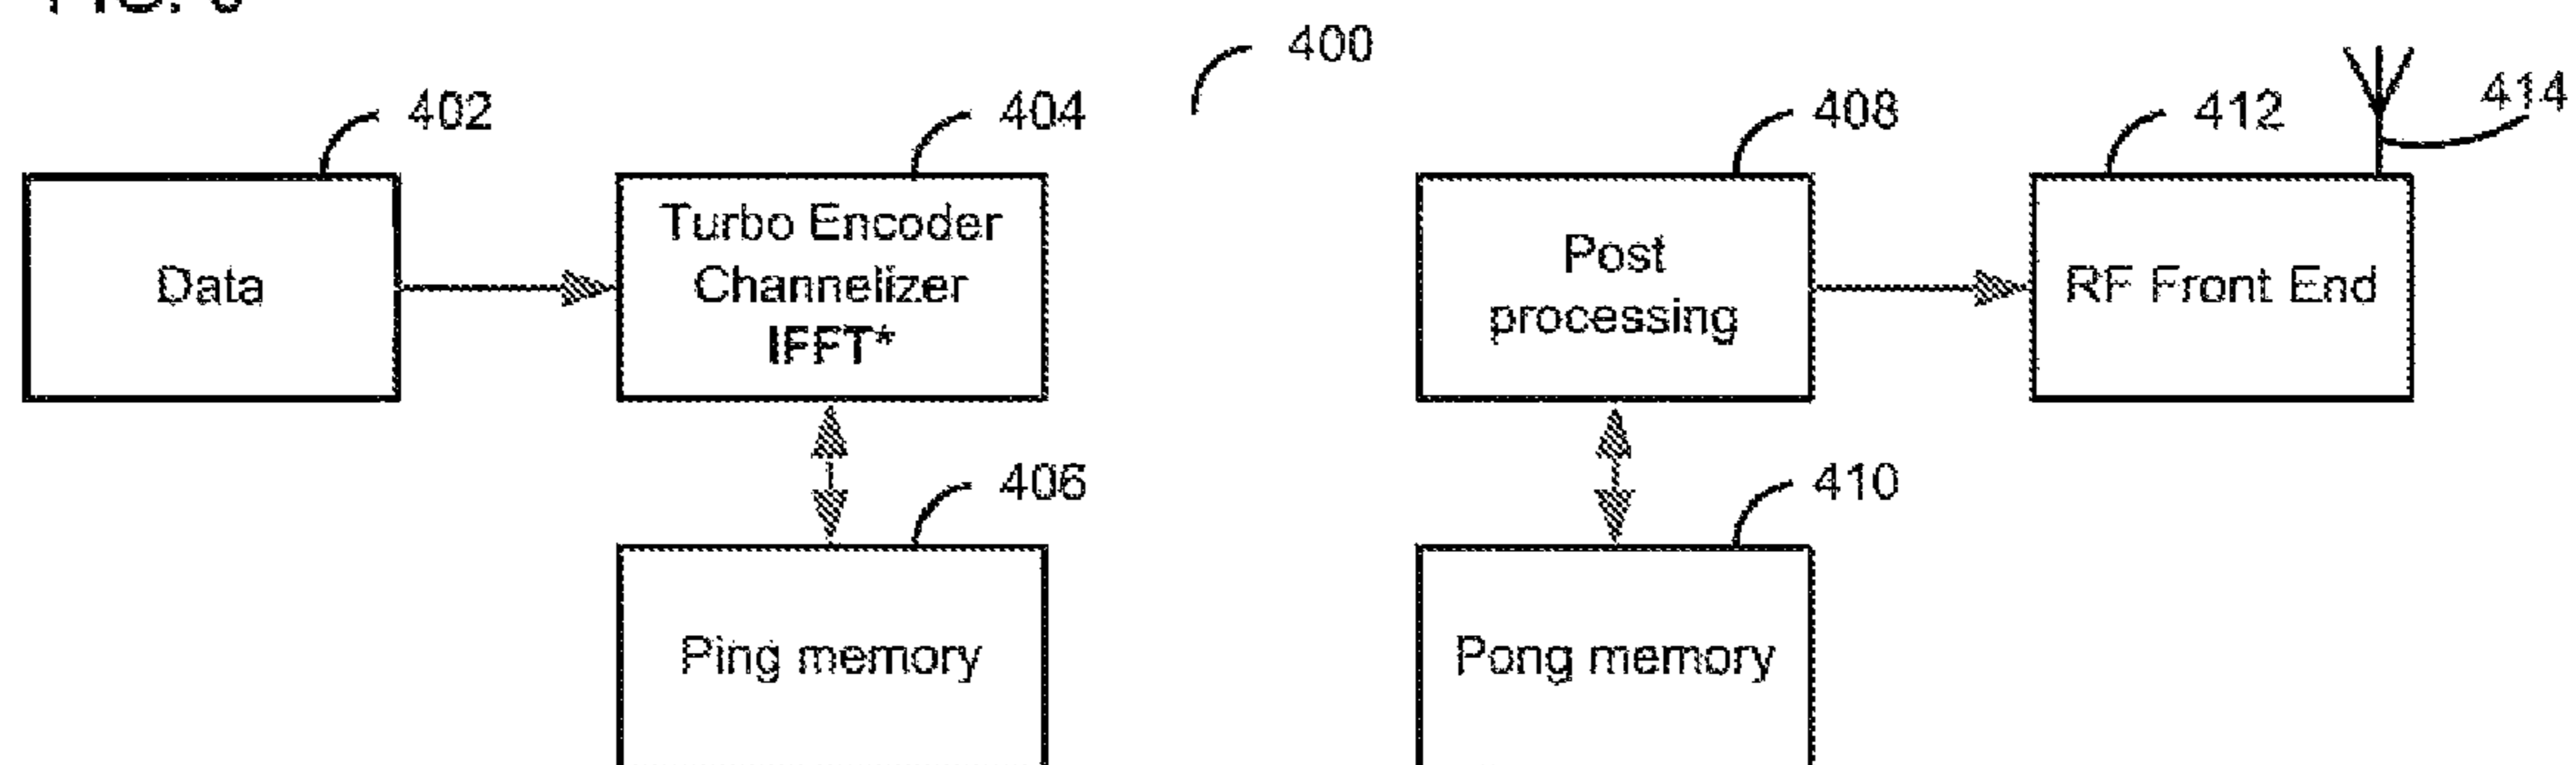 400
402
404
408
412
414
Data
Turbo Encoder
Channelizer
IFFT*
Post
processing
RF Front End
406
410
Ping memory
Pong memory